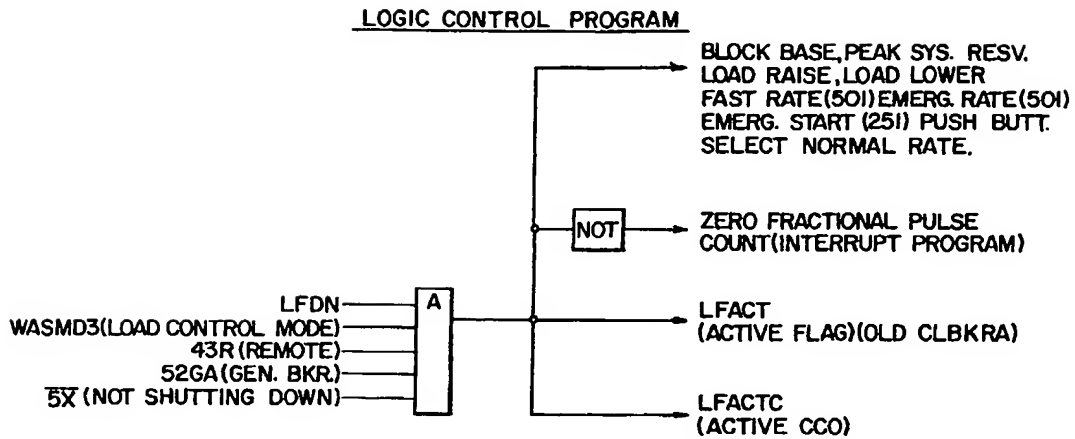 LOGIC CONTROL PROGRAM
BLOCK BASE, PEAK SYS. RESV.
LOAD RAISE, LOAD LOWER
FAST RATE(501) EMERG. RATE(501)
EMERG. START (251) PUSH BUTT.
SELECT NORMAL RATE.
NOT
ZERO FRACTIONAL PULSE
COUNT(INTERRUPT PROGRAM)
LFDN
A
WASMD3(LOAD CONTROL MODE)
43R(REMOTE)
52GA(GEN. BKR.)
5̅X̅ (NOT SHUTTING DOWN)
LFACT
(ACTIVE FLAG)(OLD CLBKRA)
LFACTC
(ACTIVE CCO)